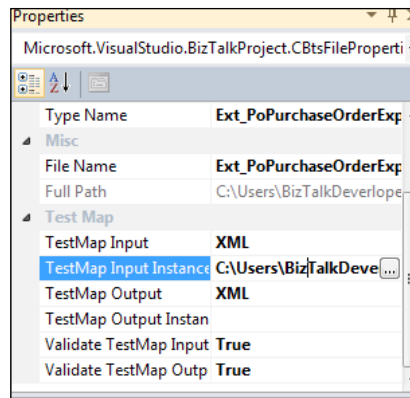 Properties
Microsoft.VisualStudio.BizTalkProject.CBtsFileProperti
Type Name Ext_PoPurchaseOrderExp
Misc
File Name Ext_PoPurchaseOrderExp
Full Path C:\Users\BizTalkDeverlope
Test Map
TestMap Input XML
TestMap Input Instance C:\Users\BizTalkDeve ...
TestMap Output XML
TestMap Output Instan
Validate TestMap Input True
Validate TestMap Outp True